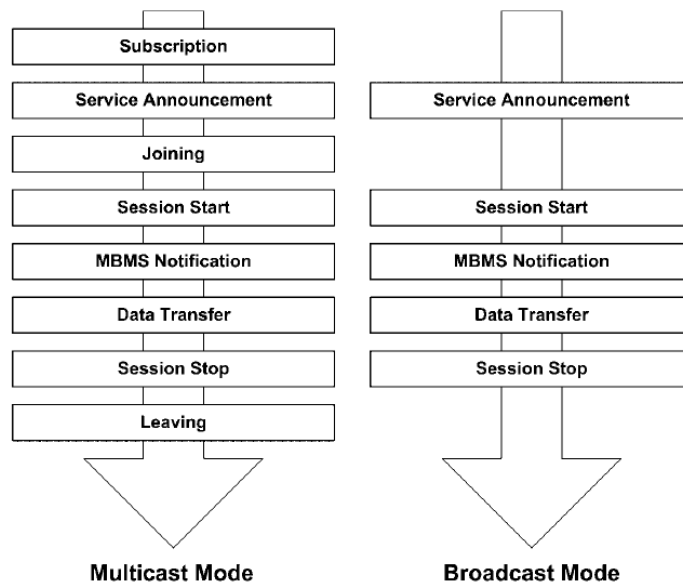 Subscription
Service Announcement
Joining
Session Start
MBMS Notification
Data Transfer
Session Stop
Leaving
Multicast Mode
Service Announcement
Session Start
MBMS Notification
Data Transfer
Session Stop
Broadcast Mode